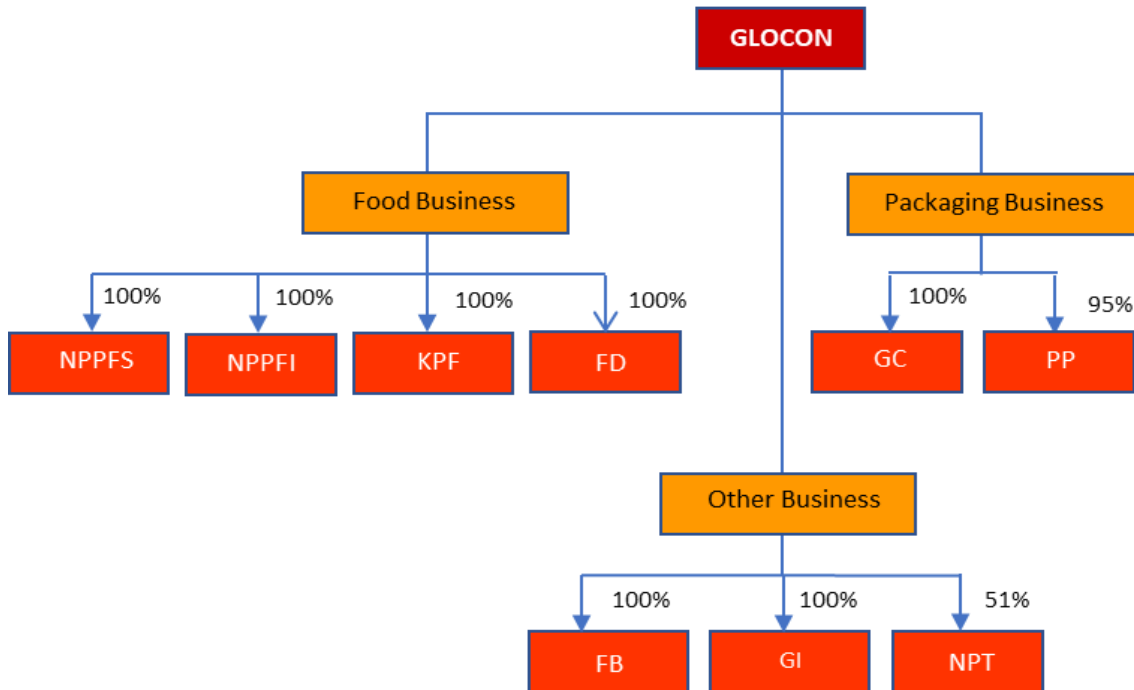 GLOCON
Food Business
Packaging Business
100%
100%
100%
100%
100%
95%
NPPFS
NPPFI
KPF
FD
GC
PP
Other Business
100%
100%
51%
FB
GI
NPT